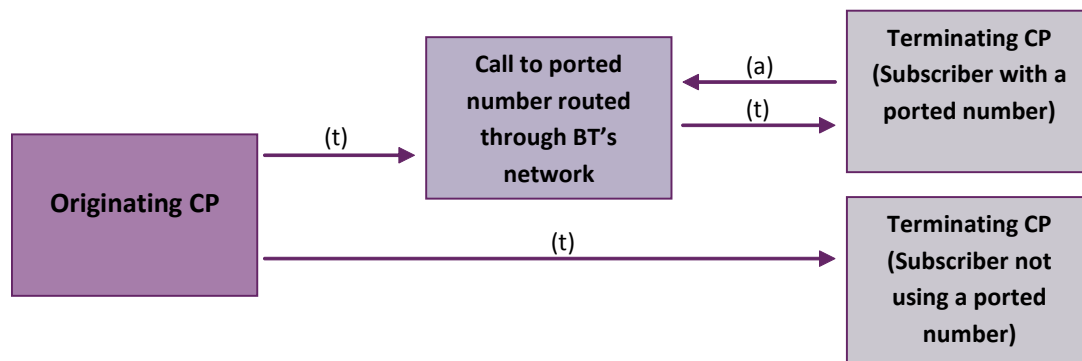 Originating CP
(t)
Call to ported
number routed
through BT’s
network
(a)
(t)
Terminating CP
(Subscriber with a
ported number)
(t)
Terminating CP
(Subscriber not
using a ported
number)